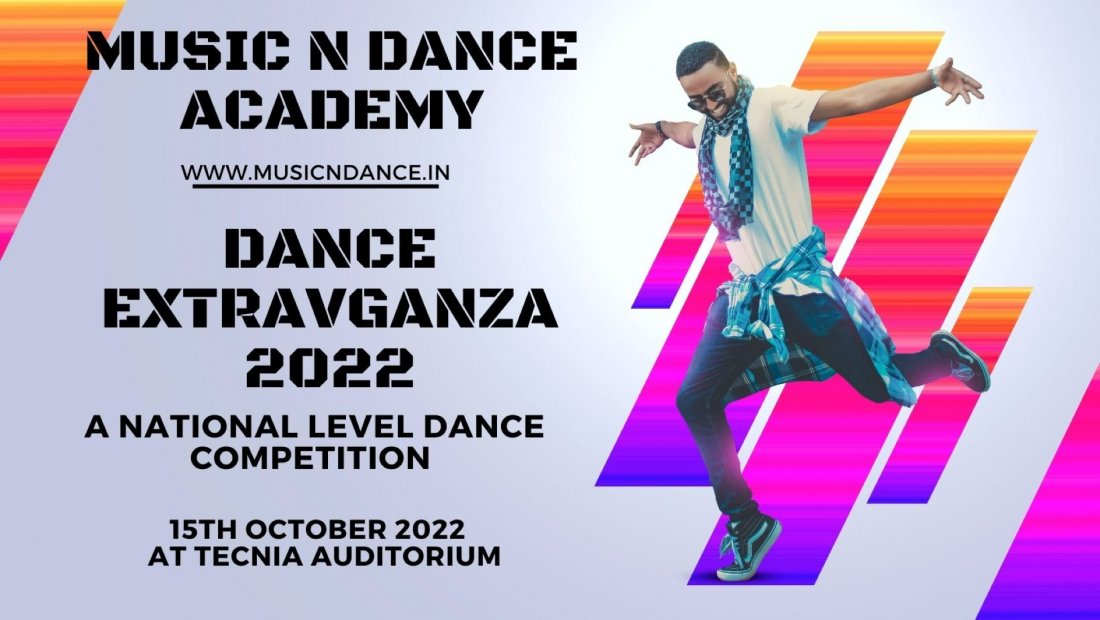 MUSIC N DANCE
ACADEMY
WWW.MUSICNDANCE.IN
DANCE
EXTRAVGANZA
2022
A NATIONAL LEVEL DANCE
COMPETITION
15TH OCTOBER 2022
AT TECNIA AUDITORIUM